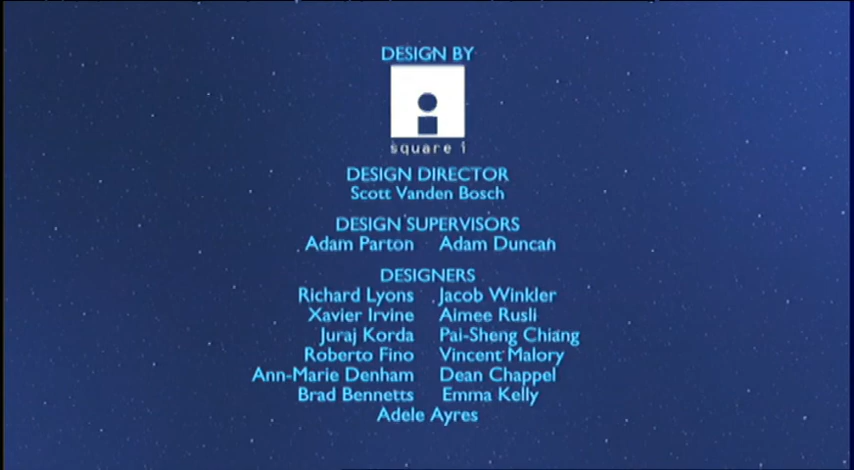 DESIGN BY
square i
DESIGN DIRECTOR
Scott Vanden Bosch
DESIGN SUPERVISORS
Adam Parton Adam Duncan
DESIGNERS
Richard Lyons Jacob Winkler
Xavier Irvine Aimee Rusli
Juraj Korda Pai-Sheng Chiang
Roberto Fino Vincent Malory
Ann-Marie Denham Dean Chappel
Brad Bennetts Emma Kelly
Adele Ayres